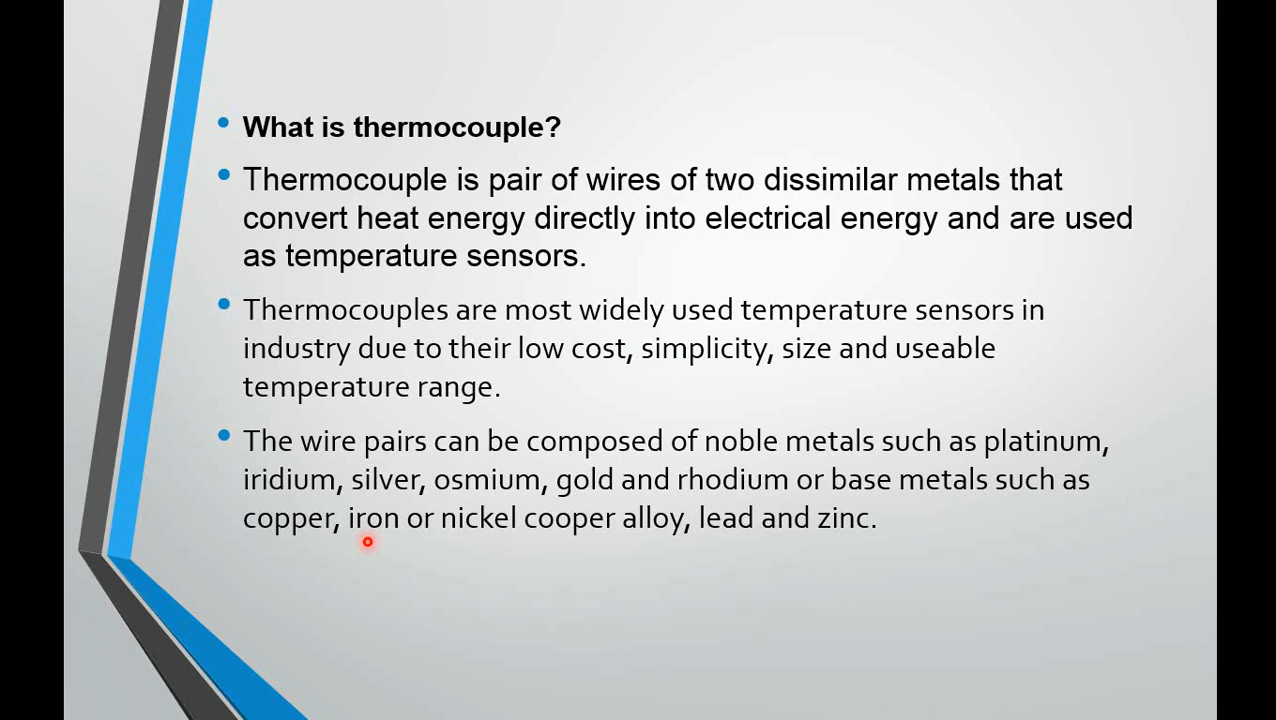 • What is thermocouple?
• Thermocouple is pair of wires of two dissimilar metals that
convert heat energy directly into electrical energy and are used
as temperature sensors.
• Thermocouples are most widely used temperature sensors in
industry due to their low cost, simplicity, size and useable
temperature range.
• The wire pairs can be composed of noble metals such as platinum,
iridium, silver, osmium, gold and rhodium or base metals such as
copper, iron or nickel cooper alloy, lead and zinc.